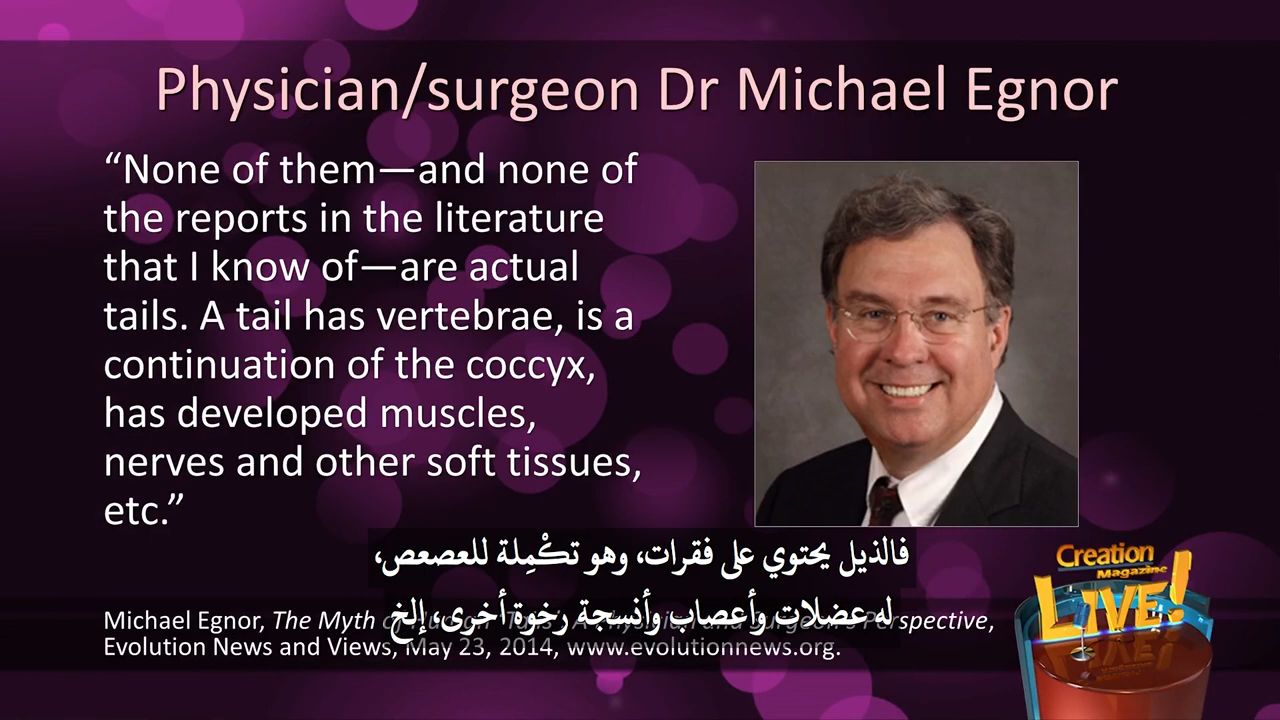 Physician/surgeon Dr Michael Egnor
“None of them—and none of
the reports in the literature
that I know of—are actual
tails. A tail has vertebrae, is a
continuation of the coccyx,
has developed muscles,
nerves and other soft tissues,
etc.”
فالذيل يحتوي على فقرات، وهو تكْمِلة للعصعص،
له عضلات وأعصاب وأنسجة رخوة أخرى، إلخ
Michael Egnor, The Myth Perspective,
Evolution News and Views, May 23, 2014, www.evolutionnews.org.
Creation
Magazine
LIVE!